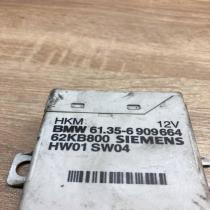 HKM 12V
BMW 61.35-6 909664
62KB800 SIEMENS
HW01 SW04